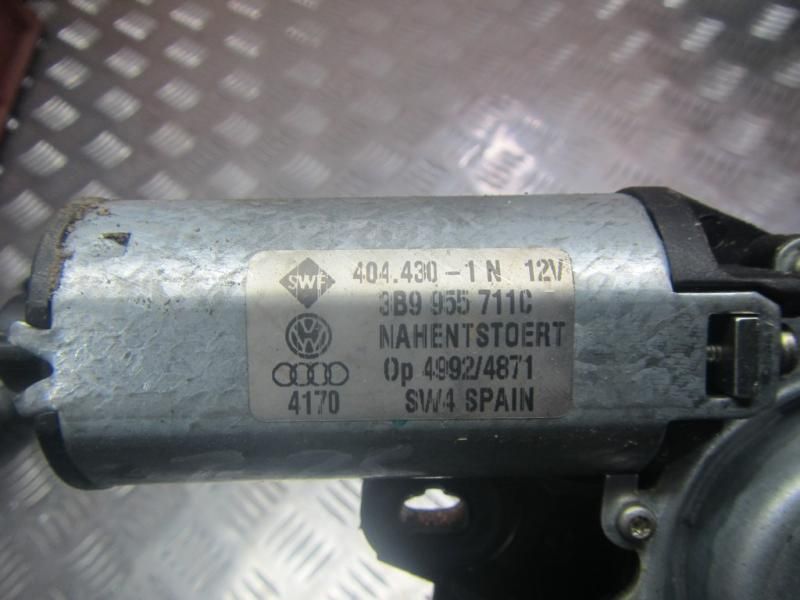 SWF 404.430-1 N 12V
3B9 955 711C
NAHENTSTOERT
Op 4992/4871
4170 SW4 SPAIN